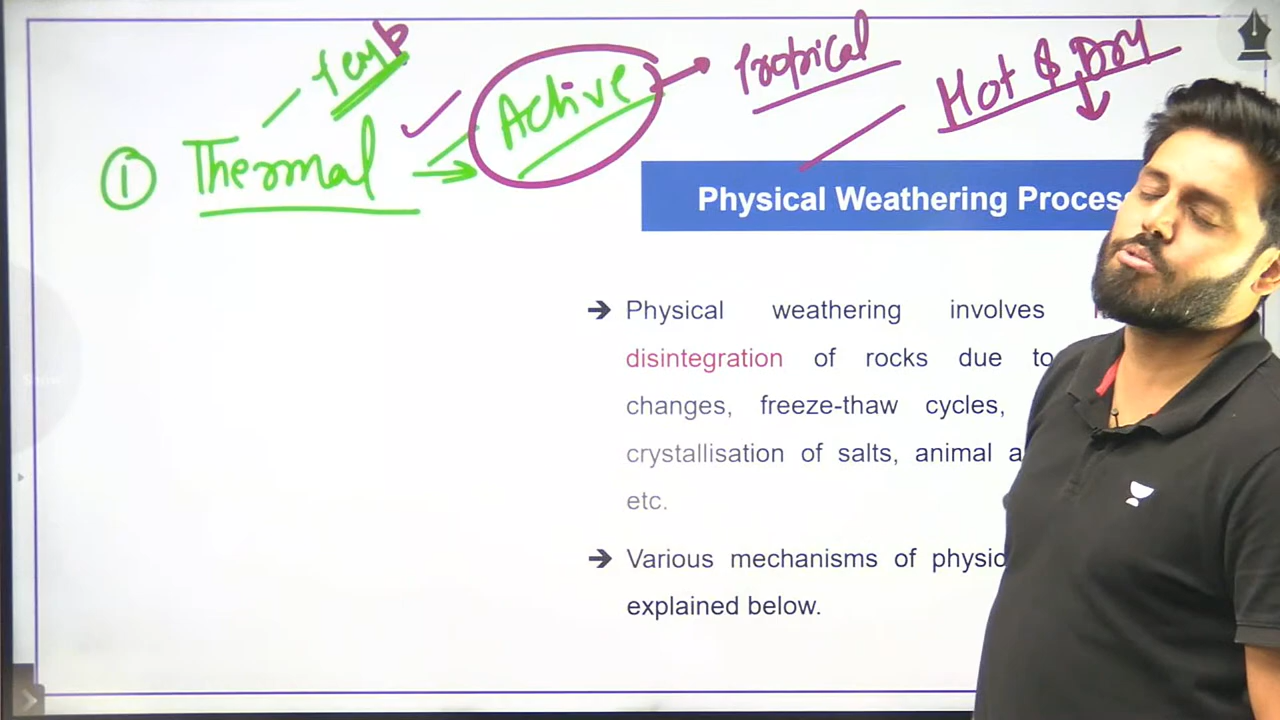 Temp
Active → Tropical
Hot & Dry
① Thermal →
Physical Weathering Process
➔ Physical weathering involves
disintegration of rocks due to
changes, freeze-thaw cycles,
crystallisation of salts, animal a
etc.
➔ Various mechanisms of physic
explained below.